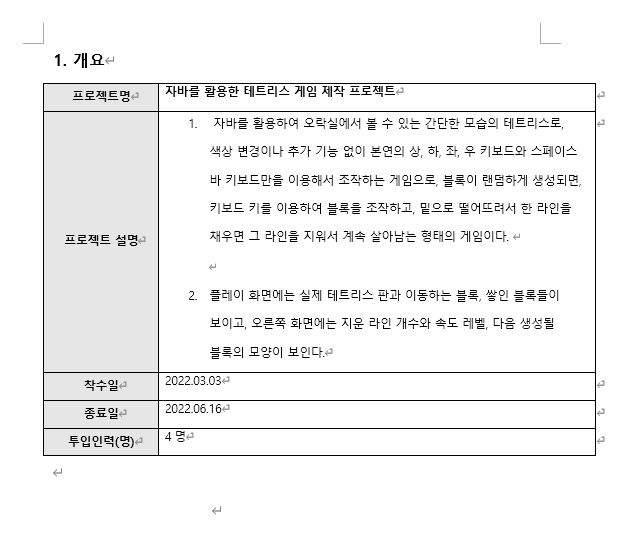 1. 개요
프로젝트명 자바를 활용한 테트리스 게임 제작 프로젝트
프로젝트 설명
1. 자바를 활용하여 오락실에서 볼 수 있는 간단한 모습의 테트리스로,
색상 변경이나 추가 기능 없이 본연의 상, 하, 좌, 우 키보드와 스페이스
바 키보드만을 이용해서 조작하는 게임으로, 블록이 랜덤하게 생성되면,
키보드 키를 이용하여 블록을 조작하고, 밑으로 떨어뜨려서 한 라인을
채우면 그 라인을 지워서 계속 살아남는 형태의 게임이다.
2. 플레이 화면에는 실제 테트리스 판과 이동하는 블록, 쌓인 블록들이
보이고, 오른쪽 화면에는 지운 라인 개수와 속도 레벨, 다음 생성될
블록의 모양이 보인다.
착수일 2022.03.03
종료일 2022.06.16
투입인력(명) 4 명